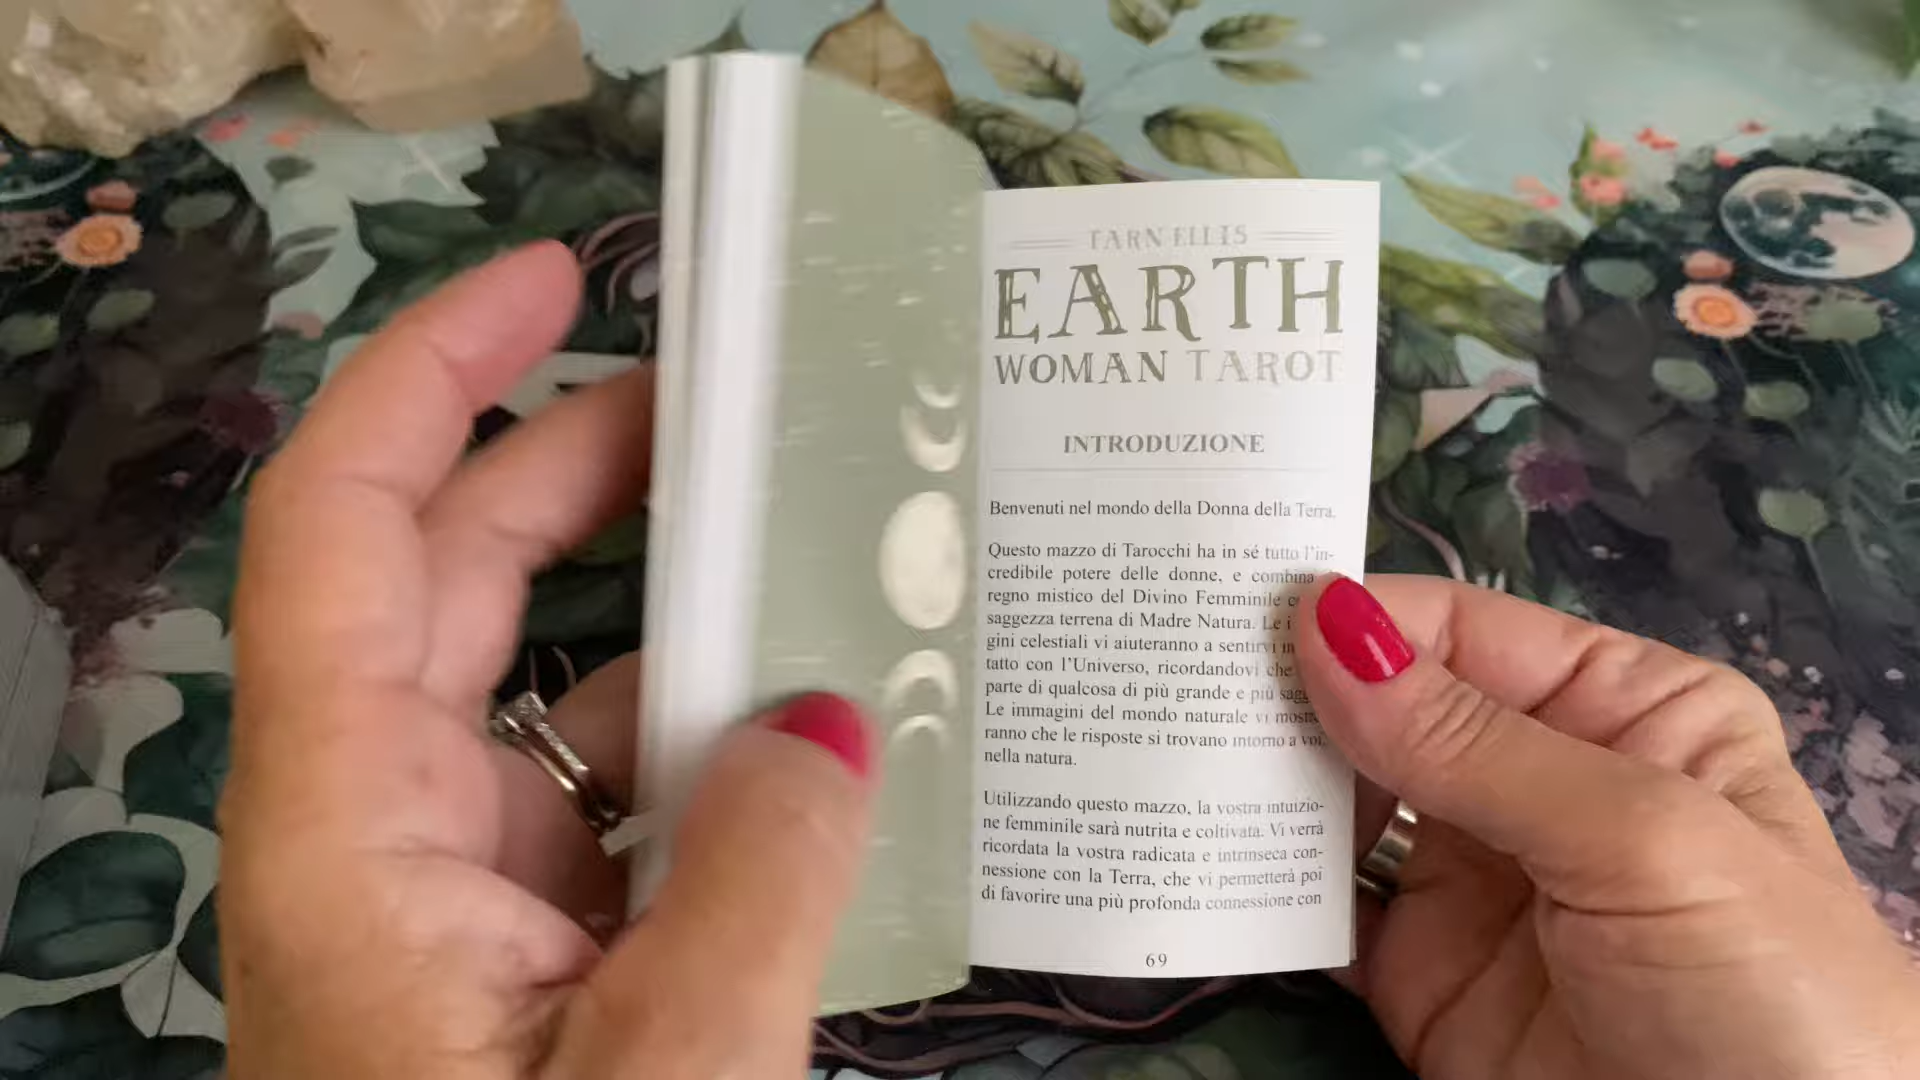 TARN ELLIS
EARTH
WOMAN TAROT
INTRODUZIONE
Benvenuti nel mondo della Donna della Terra.
Questo mazzo di Tarocchi ha in sé tutto l'in-
credibile potere delle donne, e combina
regno mistico del Divino Femminile
saggezza terrena di Madre Natura. Le
gini celestiali vi aiuteranno a sentirvi
tatto con l'Universo, ricordandovi che
parte di qualcosa di più grande e più
Le immagini del mondo naturale vi
ranno che le risposte si trovano intorno a voi,
nella natura.
Utilizzando questo mazzo, la vostra intuizio-
ne femminile sarà nutrita e coltivata. Vi verrà
ricordata la vostra radicata e intrinseca con-
nessione con la Terra, che vi permetterà poi
di favorire una più profonda connessione con
69